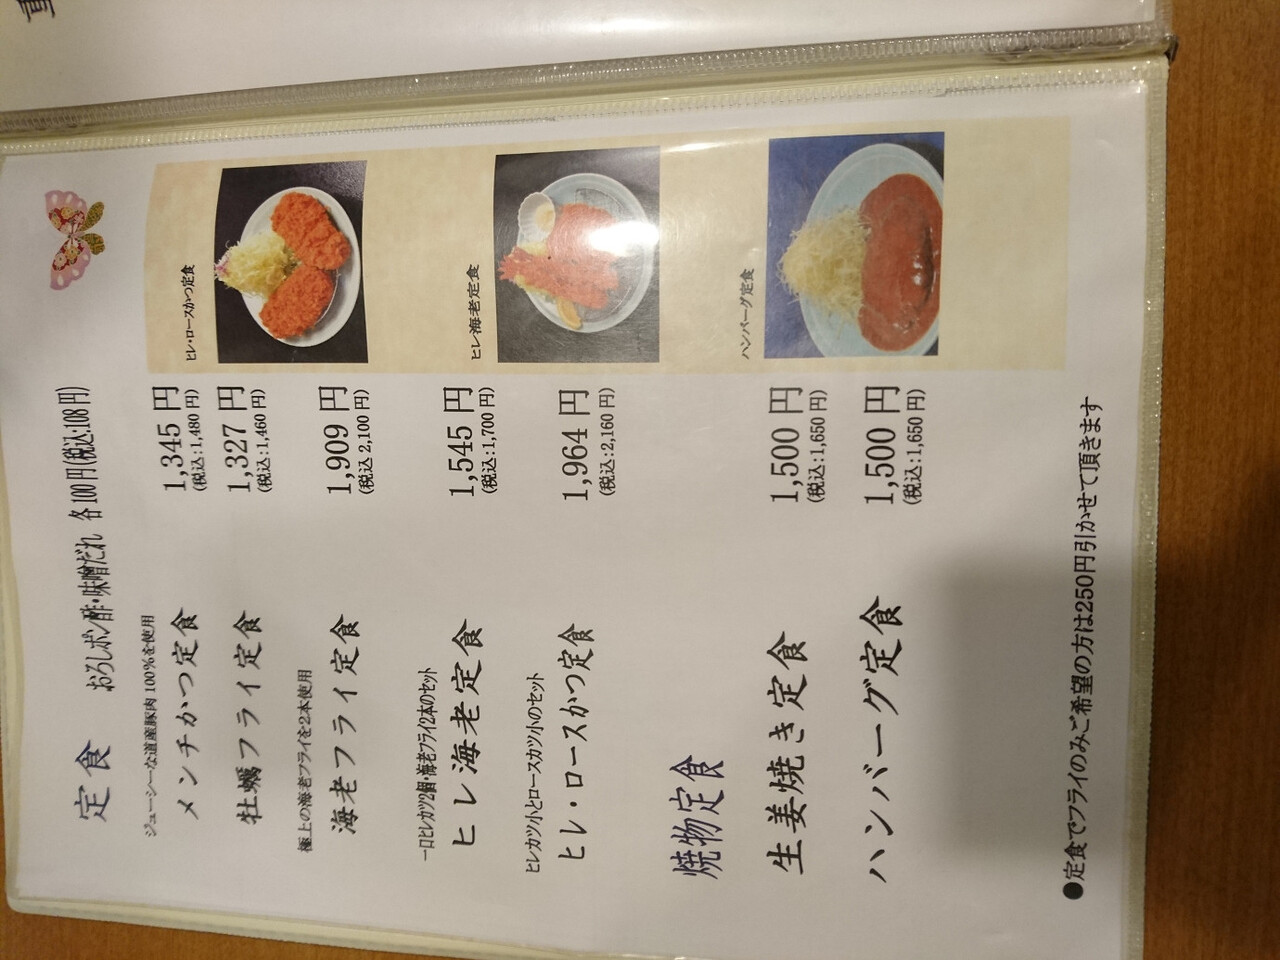 定食 おろしポン酢・味噌だれ 各100円(税込:108円)
ジューシーな道産豚肉100%を使用
メンチかつ定食 1,345円
(税込:1,480円)
牡蠣フライ定食 1,327円
(税込:1,460円)
極上の海老フライを2本使用
海老フライ定食 1,909円
(税込 2,100円)
一口ヒレカツ2個・海老フライ2本のセット
ヒレ海老定食 1,545円
(税込:1,700円)
ヒレカツ小とロースカツ小のセット
ヒレ・ロースかつ定食 1,964円
(税込:2,160円)
焼物定食
生姜焼き定食 1,500円
(税込:1,650円)
ハンバーグ定食 1,500円
(税込:1,650円)
ヒレ・ロースかつ定食
ヒレ海老定食
ハンバーグ定食
●定食でフライのみご希望の方は250円引かせて頂きます